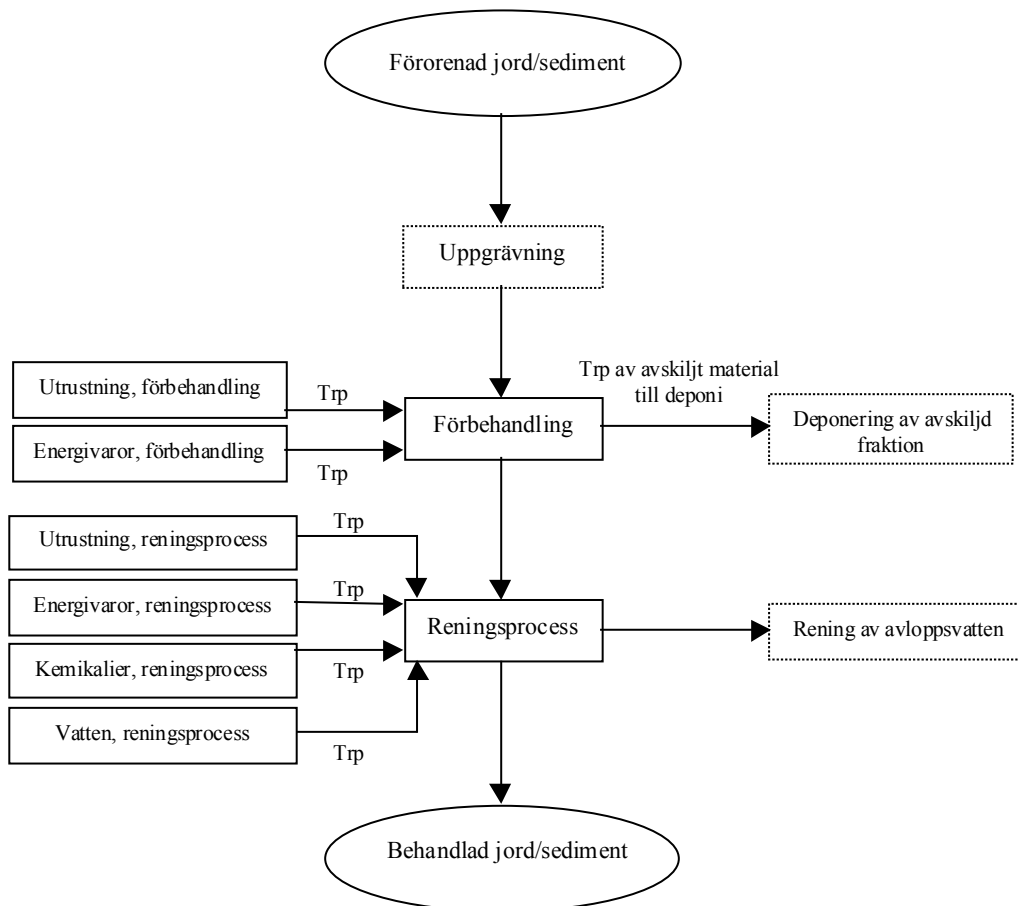 Förorenad jord/sediment
Uppgrävning
Utrustning, förbehandling
Trp
Energivaror, förbehandling
Trp
Förbehandling
Trp av avskiljt material
till deponi
Deponering av avskiljd
fraktion
Utrustning, reningsprocess
Trp
Energivaror, reningsprocess
Trp
Kemikalier, reningsprocess
Trp
Vatten, reningsprocess
Trp
Reningsprocess
Rening av avloppsvatten
Behandlad jord/sediment